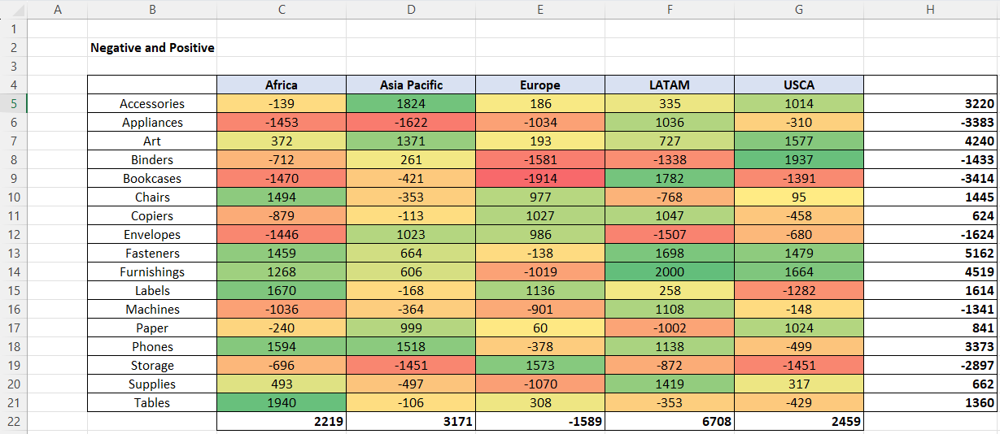 A B C D E F G H
1
2 Negative and Positive
3
4 Africa Asia Pacific Europe LATAM USCA
5 Accessories -139 1824 186 335 1014 3220
6 Appliances -1453 -1622 -1034 1036 -310 -3383
7 Art 372 1371 193 727 1577 4240
8 Binders -712 261 -1581 -1338 1937 -1433
9 Bookcases -1470 -421 -1914 1782 -1391 -3414
10 Chairs 1494 -353 977 -768 95 1445
11 Copiers -879 -113 1027 1047 -458 624
12 Envelopes -1446 1023 986 -1507 -680 -1624
13 Fasteners 1459 664 -138 1698 1479 5162
14 Furnishings 1268 606 -1019 2000 1664 4519
15 Labels 1670 -168 1136 258 -1282 1614
16 Machines -1036 -364 -901 1108 -148 -1341
17 Paper -240 999 60 -1002 1024 841
18 Phones 1594 1518 -378 1138 -499 3373
19 Storage -696 -1451 1573 -872 -1451 -2897
20 Supplies 493 -497 -1070 1419 317 662
21 Tables 1940 -106 308 -353 -429 1360
22 2219 3171 -1589 6708 2459